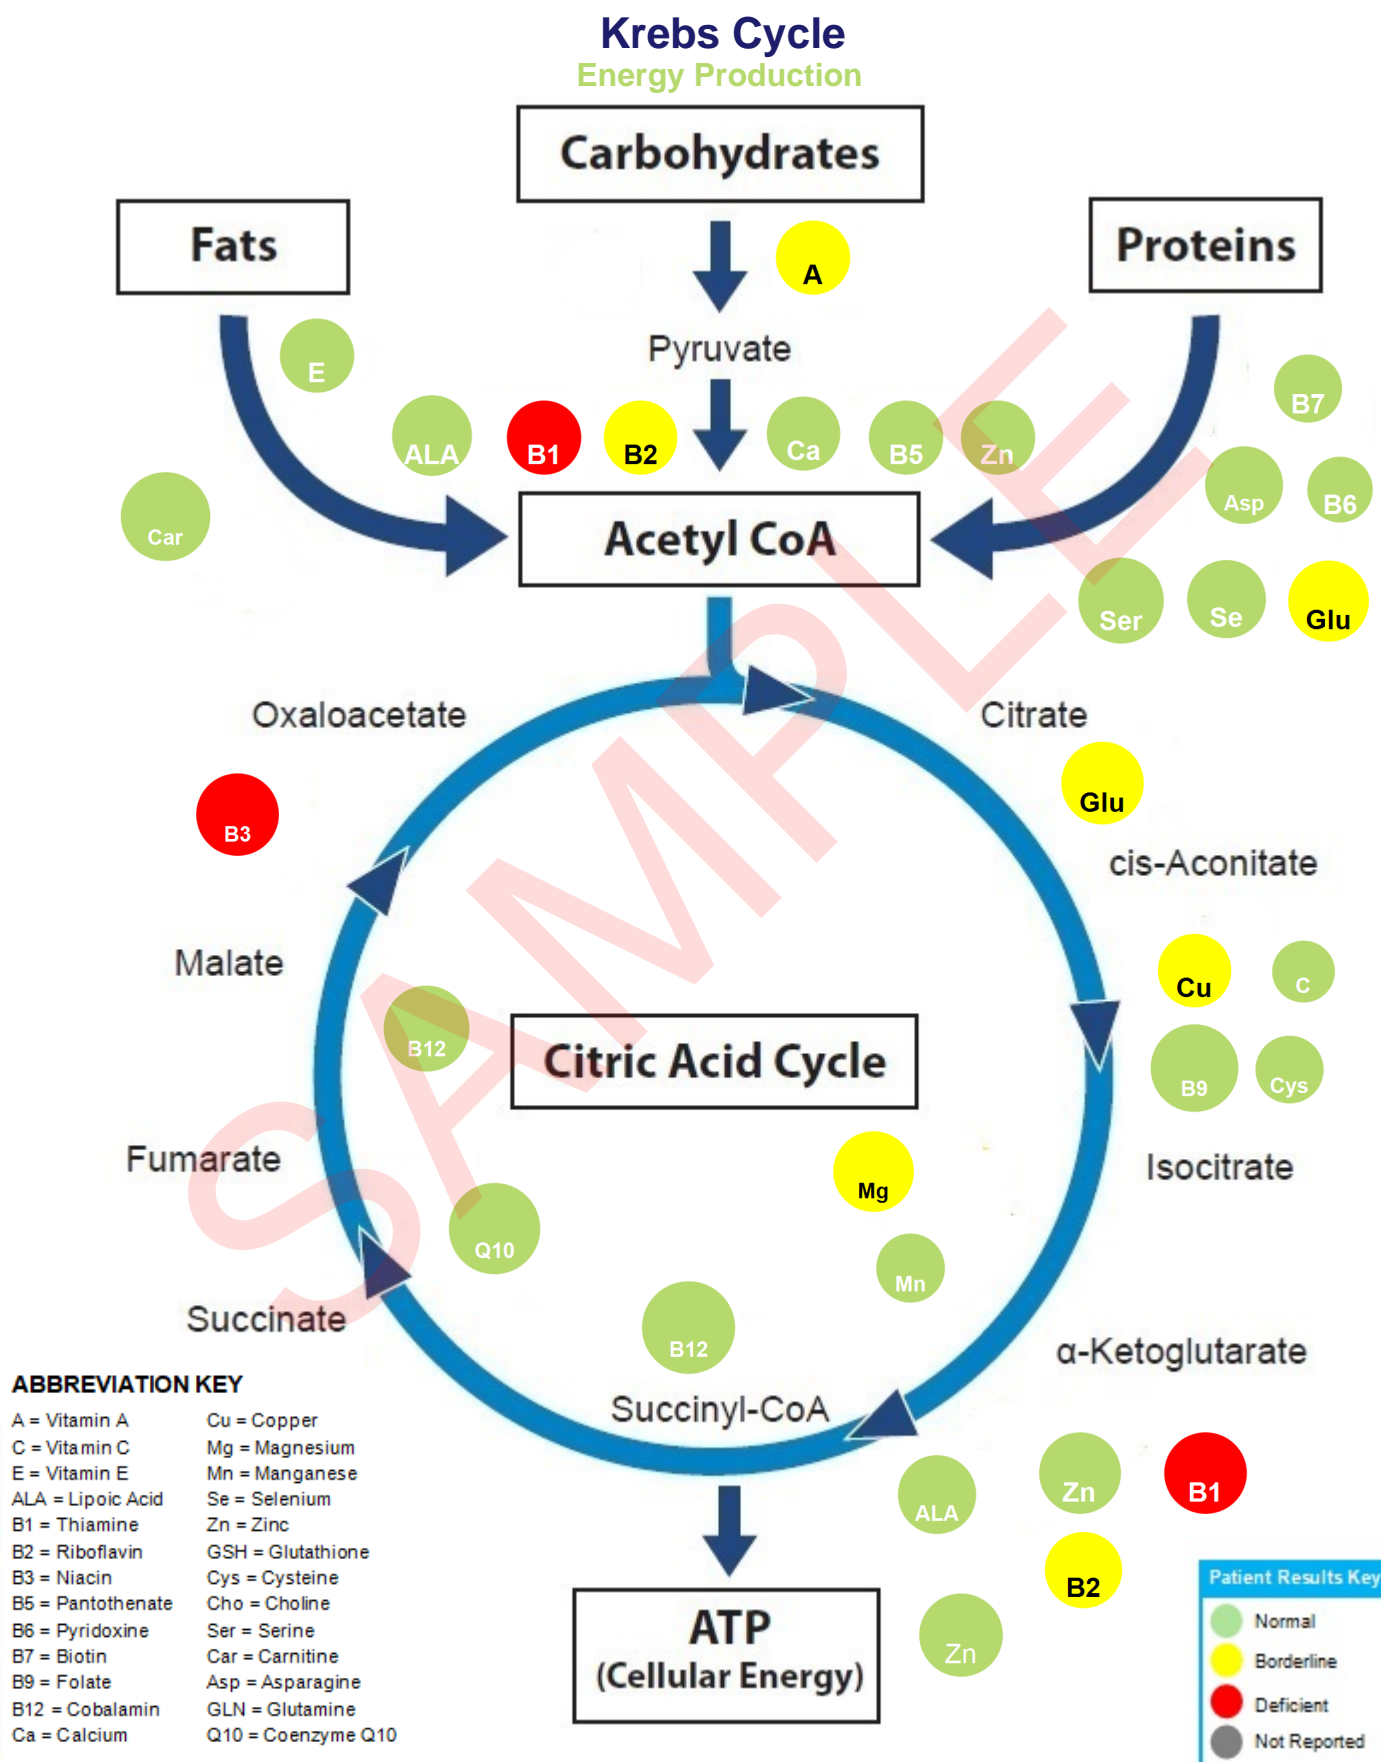 Krebs Cycle
Energy Production
Carbohydrates
Fats
Proteins
A
Pyruvate
E
B7
ALA
B1
B2
Ca
B5
Zn
Asp
B6
Car
Acetyl CoA
Ser
Se
Glu
Oxaloacetate
Citrate
Glu
B3
cis-Aconitate
Malate
Cu
C
B12
Citric Acid Cycle
B9
Cys
Fumarate
Isocitrate
Mg
Q10
Mn
Succinate
B12
α-Ketoglutarate
Succinyl-CoA
ALA
Zn
B1
B2
ATP
(Cellular Energy)
Zn
SAMPLE
ABBREVIATION KEY
A = Vitamin A
C = Vitamin C
E = Vitamin E
ALA = Lipoic Acid
B1 = Thiamine
B2 = Riboflavin
B3 = Niacin
B5 = Pantothenate
B6 = Pyridoxine
B7 = Biotin
B9 = Folate
B12 = Cobalamin
Ca = Calcium
Cu = Copper
Mg = Magnesium
Mn = Manganese
Se = Selenium
Zn = Zinc
GSH = Glutathione
Cys = Cysteine
Cho = Choline
Ser = Serine
Car = Carnitine
Asp = Asparagine
GLN = Glutamine
Q10 = Coenzyme Q10
Patient Results Key
Normal
Borderline
Deficient
Not Reported